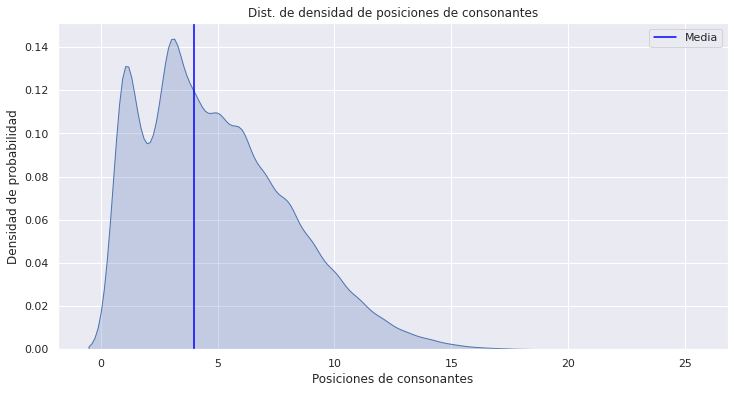 Dist. de densidad de posiciones de consonantes
Media
0.14
0.12
0.10
0.08
0.06
0.04
0.02
0.00
Densidad de probabilidad
0 5 10 15 20 25
Posiciones de consonantes